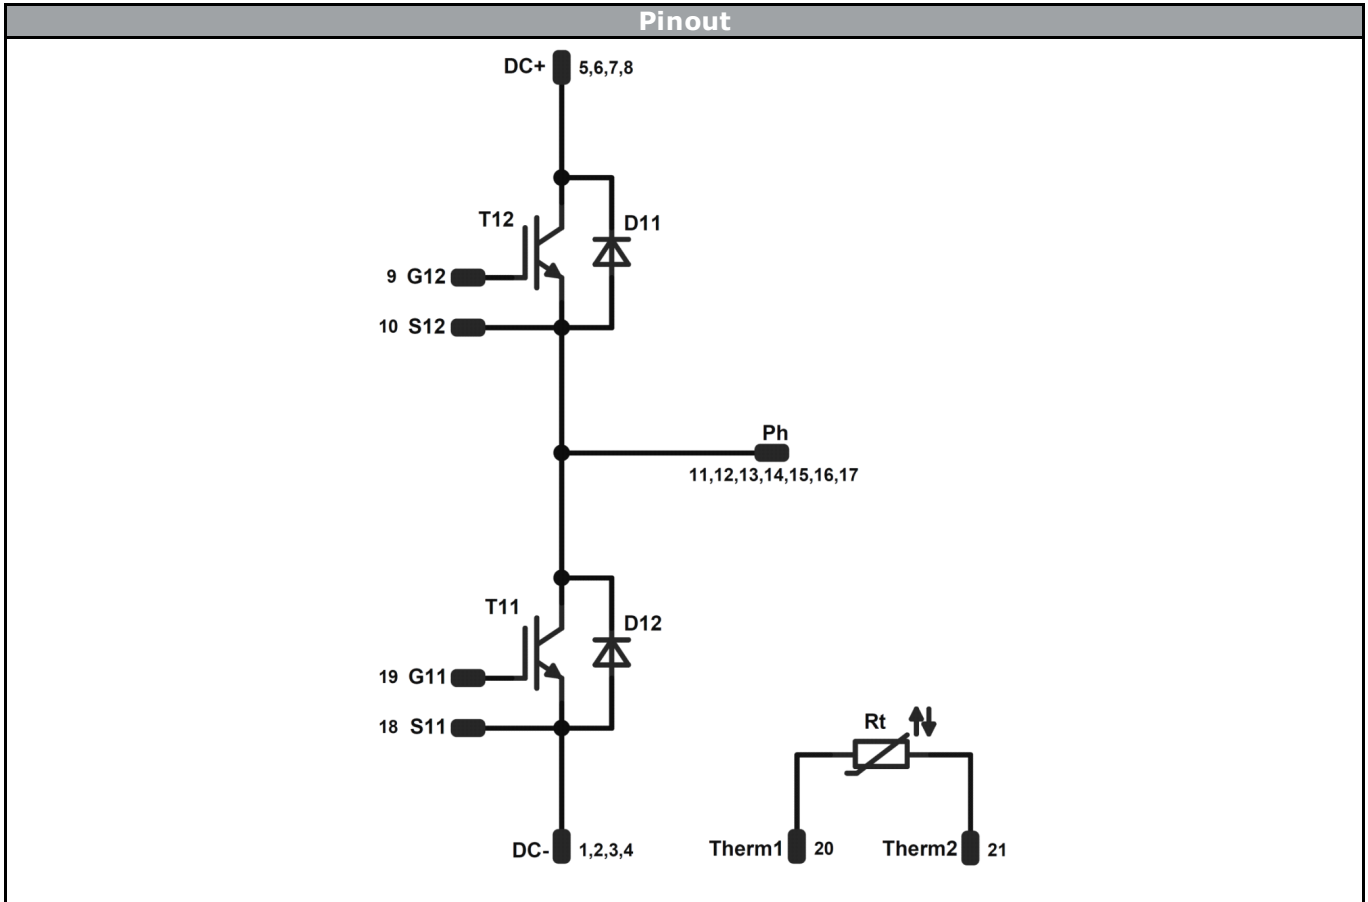 Pinout
DC+ 5,6,7,8
T12 D11
9 G12
10 S12
Ph
11,12,13,14,15,16,17
T11 D12
19 G11
18 S11
Rt
DC- 1,2,3,4
Therm1 20 Therm2 21